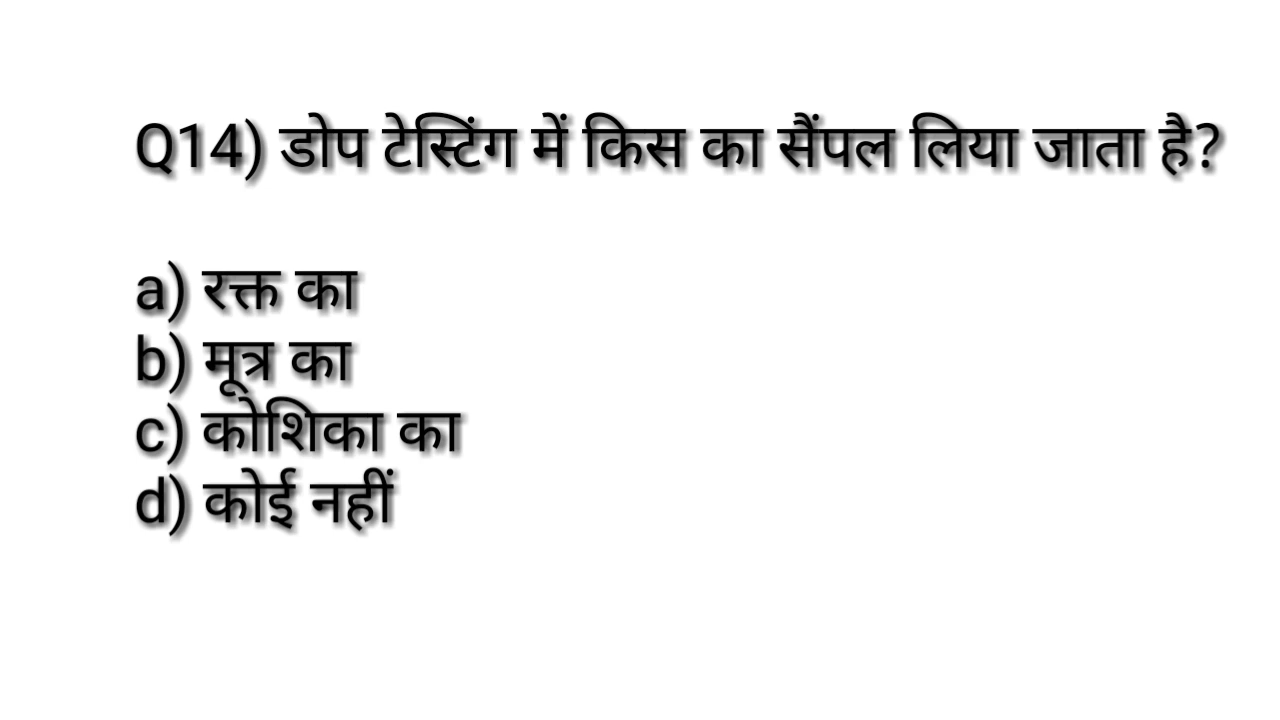 Q14) डोप टेस्टिंग में किस का सैंपल लिया जाता है?
a) रक्त का
b) मूत्र का
c) कोशिका का
d) कोई नहीं